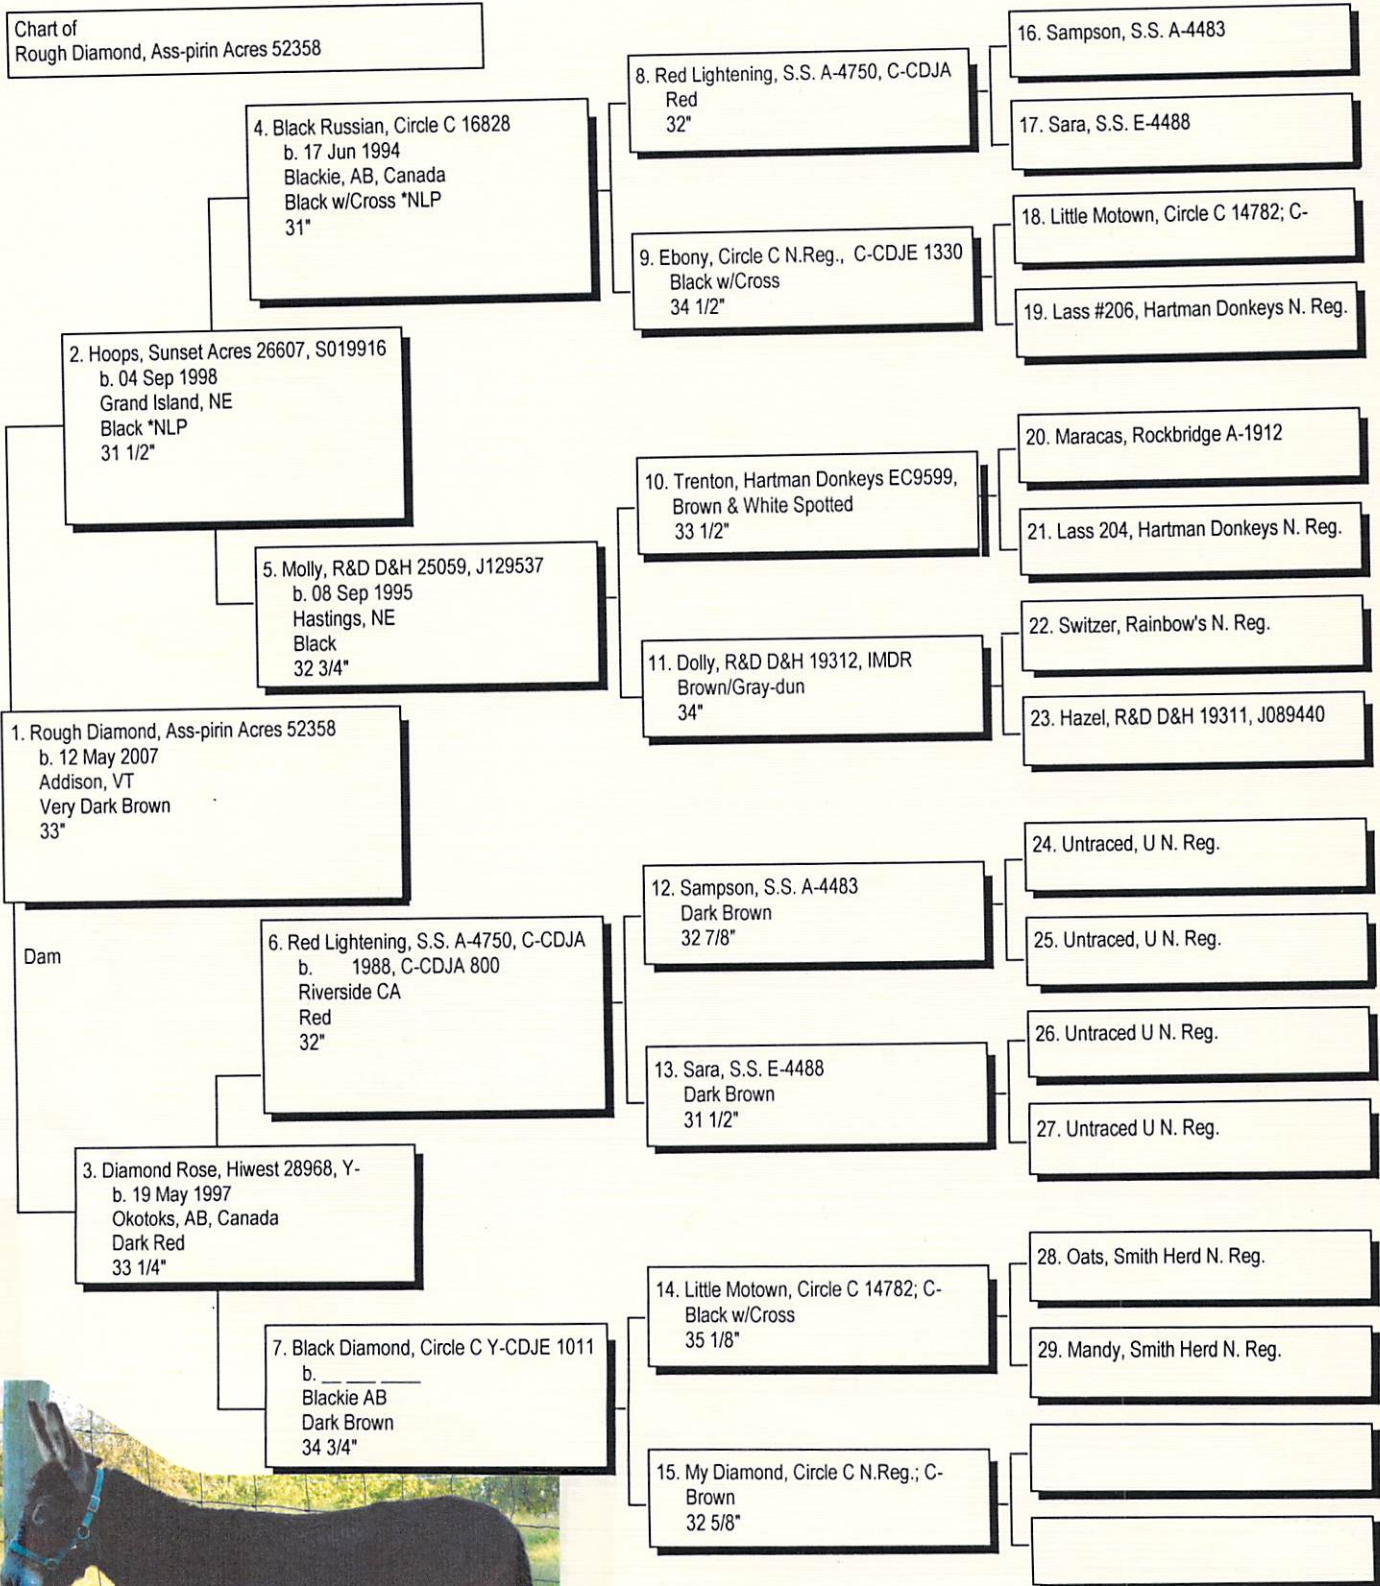 Chart of
Rough Diamond, Ass-pirin Acres 52358
4. Black Russian, Circle C 16828
b. 17 Jun 1994
Blackie, AB, Canada
Black w/Cross *NLP
31"
2. Hoops, Sunset Acres 26607, S019916
b. 04 Sep 1998
Grand Island, NE
Black *NLP
31 1/2"
5. Molly, R&D D&H 25059, J129537
b. 08 Sep 1995
Hastings, NE
Black
32 3/4"
1. Rough Diamond, Ass-pirin Acres 52358
b. 12 May 2007
Addison, VT
Very Dark Brown
33"
Dam
6. Red Lightening, S.S. A-4750, C-CDJA
b. 1988, C-CDJA 800
Riverside CA
Red
32"
3. Diamond Rose, Hiwest 28968, Y-
b. 19 May 1997
Okotoks, AB, Canada
Dark Red
33 1/4"
7. Black Diamond, Circle C Y-CDJE 1011
b. __ ___ ____
Blackie AB
Dark Brown
34 3/4"
8. Red Lightening, S.S. A-4750, C-CDJA
Red
32"
9. Ebony, Circle C N.Reg., C-CDJE 1330
Black w/Cross
34 1/2"
10. Trenton, Hartman Donkeys EC9599,
Brown & White Spotted
33 1/2"
11. Dolly, R&D D&H 19312, IMDR
Brown/Gray-dun
34"
12. Sampson, S.S. A-4483
Dark Brown
32 7/8"
13. Sara, S.S. E-4488
Dark Brown
31 1/2"
14. Little Motown, Circle C 14782; C-
Black w/Cross
35 1/8"
15. My Diamond, Circle C N.Reg.; C-
Brown
32 5/8"
16. Sampson, S.S. A-4483
17. Sara, S.S. E-4488
18. Little Motown, Circle C 14782; C-
19. Lass #206, Hartman Donkeys N. Reg.
20. Maracas, Rockbridge A-1912
21. Lass 204, Hartman Donkeys N. Reg.
22. Switzer, Rainbow's N. Reg.
23. Hazel, R&D D&H 19311, J089440
24. Untraced, U N. Reg.
25. Untraced, U N. Reg.
26. Untraced U N. Reg.
27. Untraced U N. Reg.
28. Oats, Smith Herd N. Reg.
29. Mandy, Smith Herd N. Reg.